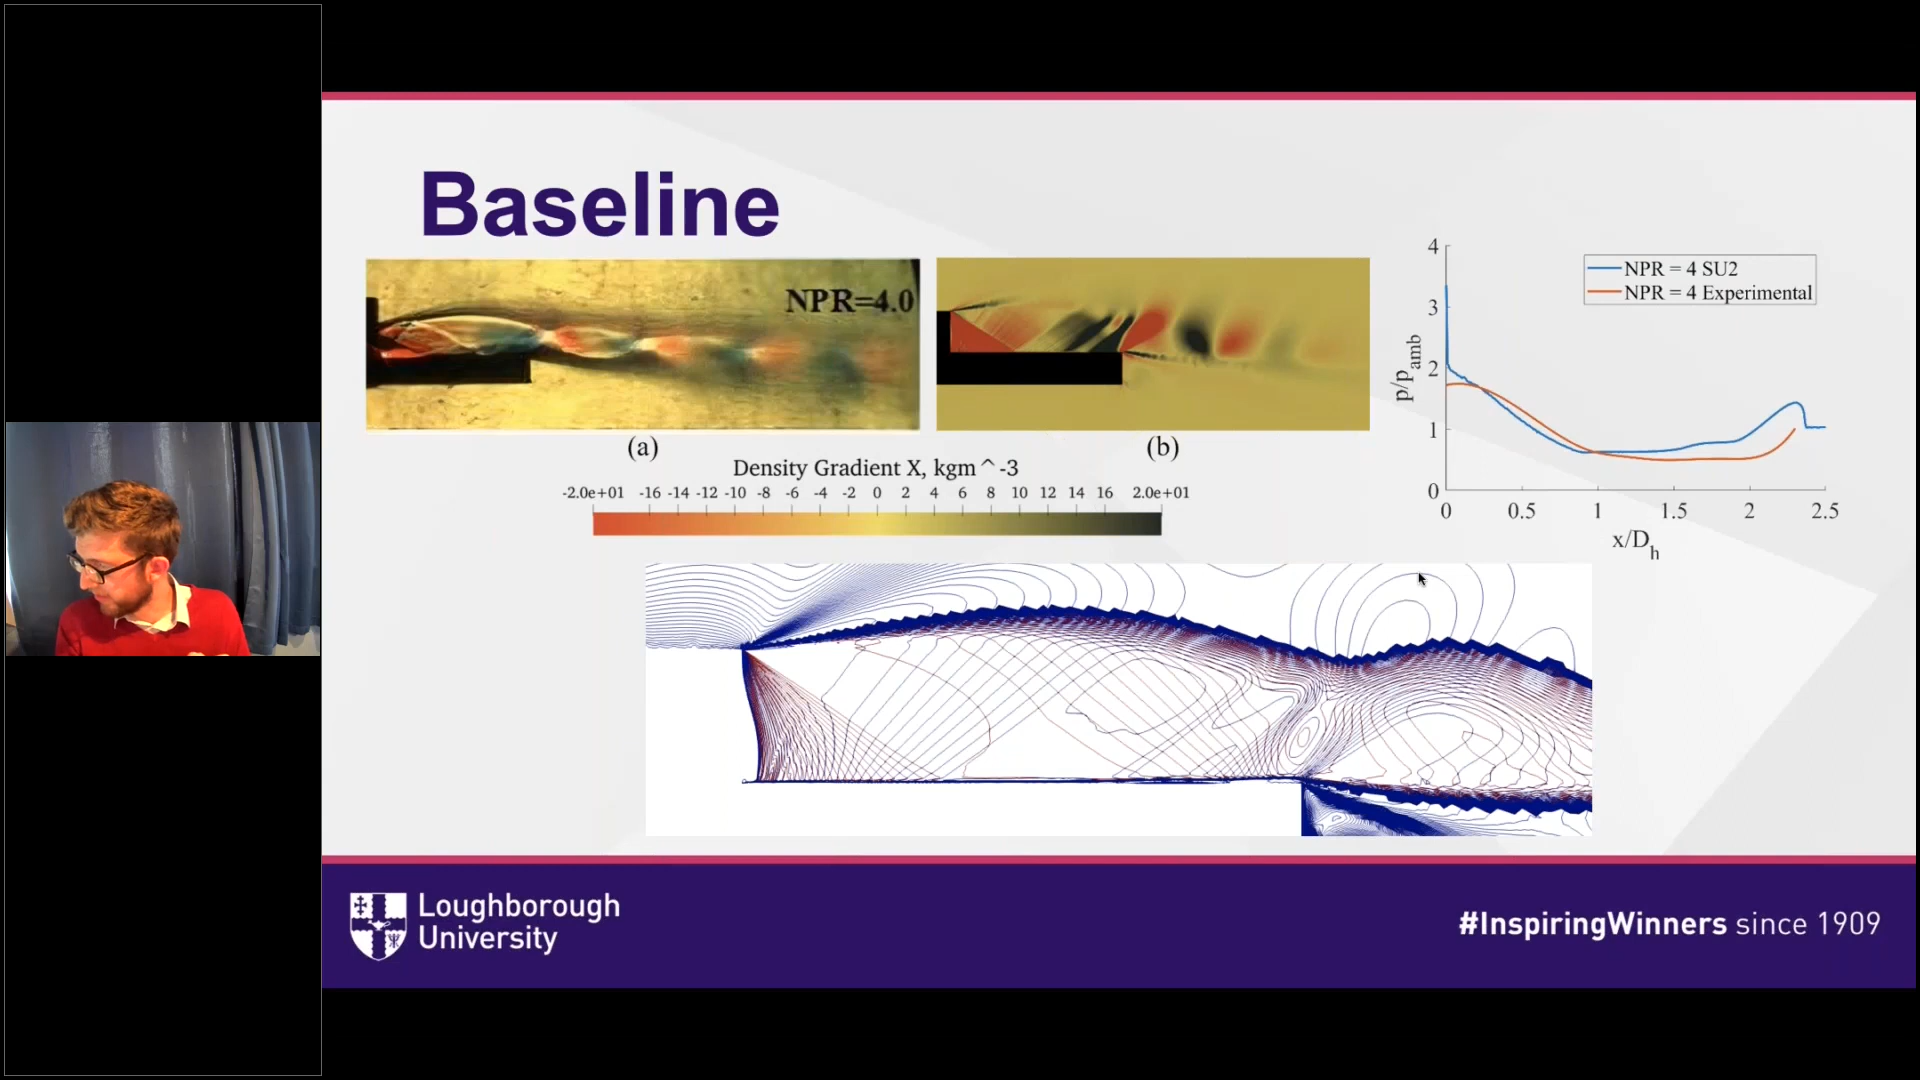 Baseline
NPR=4.0
(a)
(b)
Density Gradient X, kgm^-3
-2.0e+01 -16 -14 -12 -10 -8 -6 -4 -2 0 2 4 6 8 10 12 14 16 2.0e+01
NPR = 4 SU2
NPR = 4 Experimental
4
3
2
1
0
p/p_amb
0 0.5 1 1.5 2 2.5
x/D_h
Loughborough
University
#InspiringWinners since 1909